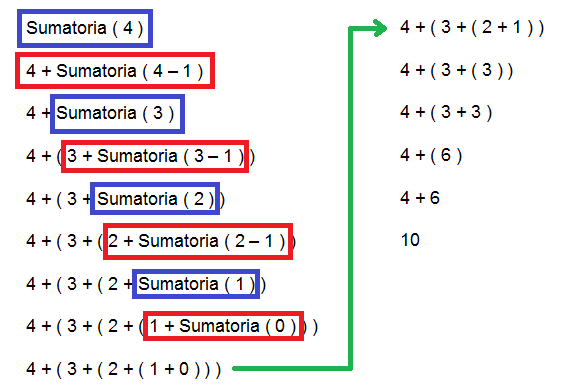 Sumatoria ( 4 )
4 + Sumatoria ( 4 – 1 )
4 + Sumatoria ( 3 )
4 + ( 3 + Sumatoria ( 3 – 1 ) )
4 + ( 3 + Sumatoria ( 2 ) )
4 + ( 3 + ( 2 + Sumatoria ( 2 – 1 ) )
4 + ( 3 + ( 2 + Sumatoria ( 1 ) ) )
4 + ( 3 + ( 2 + ( 1 + Sumatoria ( 0 ) ) ) )
4 + ( 3 + ( 2 + ( 1 + 0 ) ) )
4 + ( 3 + ( 2 + 1 ) )
4 + ( 3 + ( 3 ) )
4 + ( 3 + 3 )
4 + ( 6 )
4 + 6
10